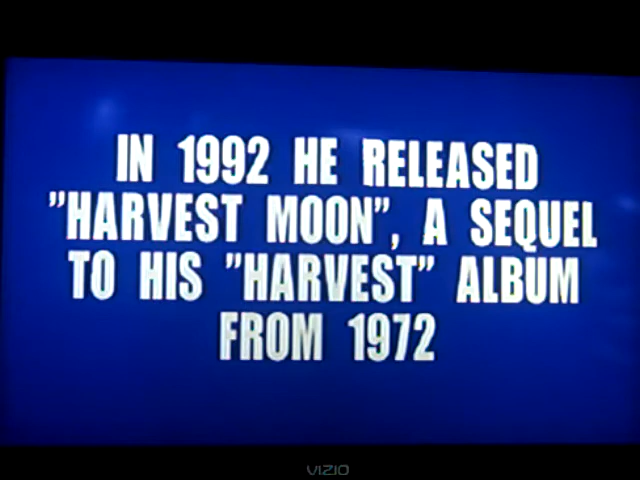 IN 1992 HE RELEASED
"HARVEST MOON", A SEQUEL
TO HIS "HARVEST" ALBUM
FROM 1972
VIZIO